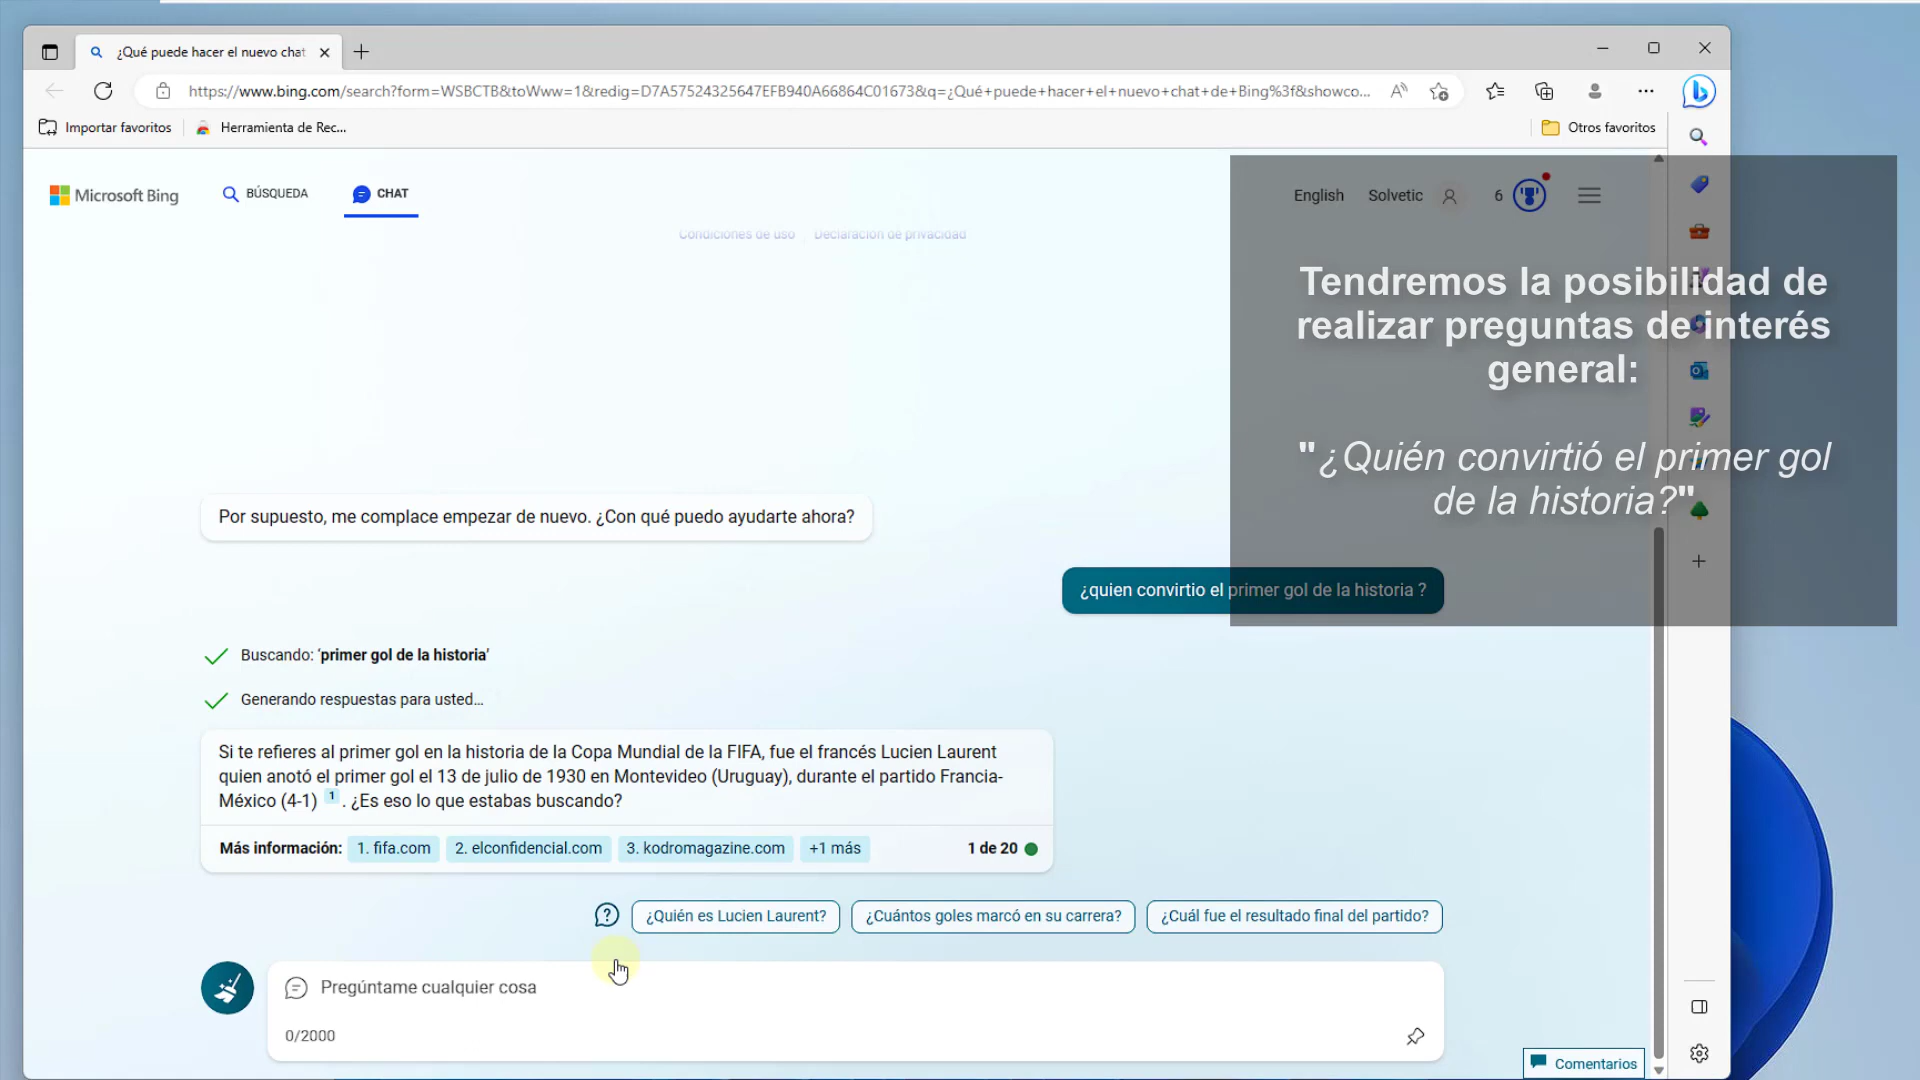 ¿Qué puede hacer el nuevo chat
https://www.bing.com/search?form=WSBCTB&toWww=1&redig=D7A57524325647EFB940A66864C01673&q=¿Qué+puede+hacer+el+nuevo+chat+de+Bing%3f&showco...
Importar favoritos
Herramienta de Rec...
Otros favoritos
Microsoft Bing
BÚSQUEDA
CHAT
English
Solvetic
6
Condiciones de uso
Declaración de privacidad
Tendremos la posibilidad de
realizar preguntas de interés
general:
"¿Quién convirtió el primer gol
de la historia?"
Por supuesto, me complace empezar de nuevo. ¿Con qué puedo ayudarte ahora?
¿quien convirtio el primer gol de la historia ?
Buscando: 'primer gol de la historia'
Generando respuestas para usted...
Si te refieres al primer gol en la historia de la Copa Mundial de la FIFA, fue el francés Lucien Laurent
quien anotó el primer gol el 13 de julio de 1930 en Montevideo (Uruguay), durante el partido Francia-
México (4-1) 1 . ¿Es eso lo que estabas buscando?
Más información: 1. fifa.com 2. elconfidencial.com 3. kodromagazine.com +1 más 1 de 20
¿Quién es Lucien Laurent?
¿Cuántos goles marcó en su carrera?
¿Cuál fue el resultado final del partido?
Pregúntame cualquier cosa
0/2000
Comentarios